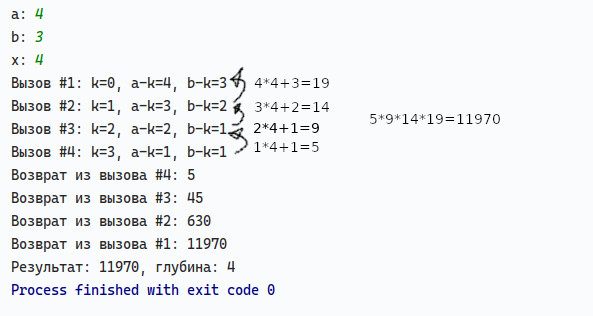 a: 4
b: 3
x: 4
Вызов #1: k=0, a-k=4, b-k=3 4*4+3=19
Вызов #2: k=1, a-k=3, b-k=2 3*4+2=14
5*9*14*19=11970
Вызов #3: k=2, a-k=2, b-k=1 2*4+1=9
Вызов #4: k=3, a-k=1, b-k=1 1*4+1=5
Возврат из вызова #4: 5
Возврат из вызова #3: 45
Возврат из вызова #2: 630
Возврат из вызова #1: 11970
Результат: 11970, глубина: 4
Process finished with exit code 0